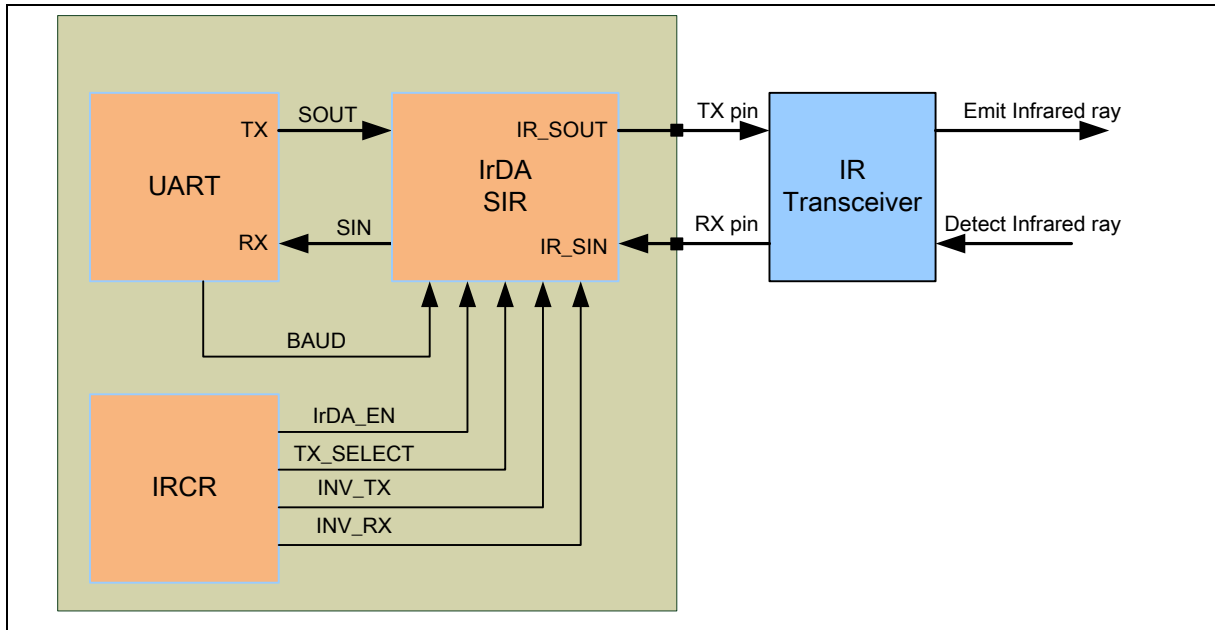 SOUT
TX
UART
RX
SIN
BAUD
IR_SOUT
IrDA
SIR
IR_SIN
TX pin
RX pin
IR
Transceiver
Emit Infrared ray
Detect Infrared ray
IRCR
IrDA_EN
TX_SELECT
INV_TX
INV_RX